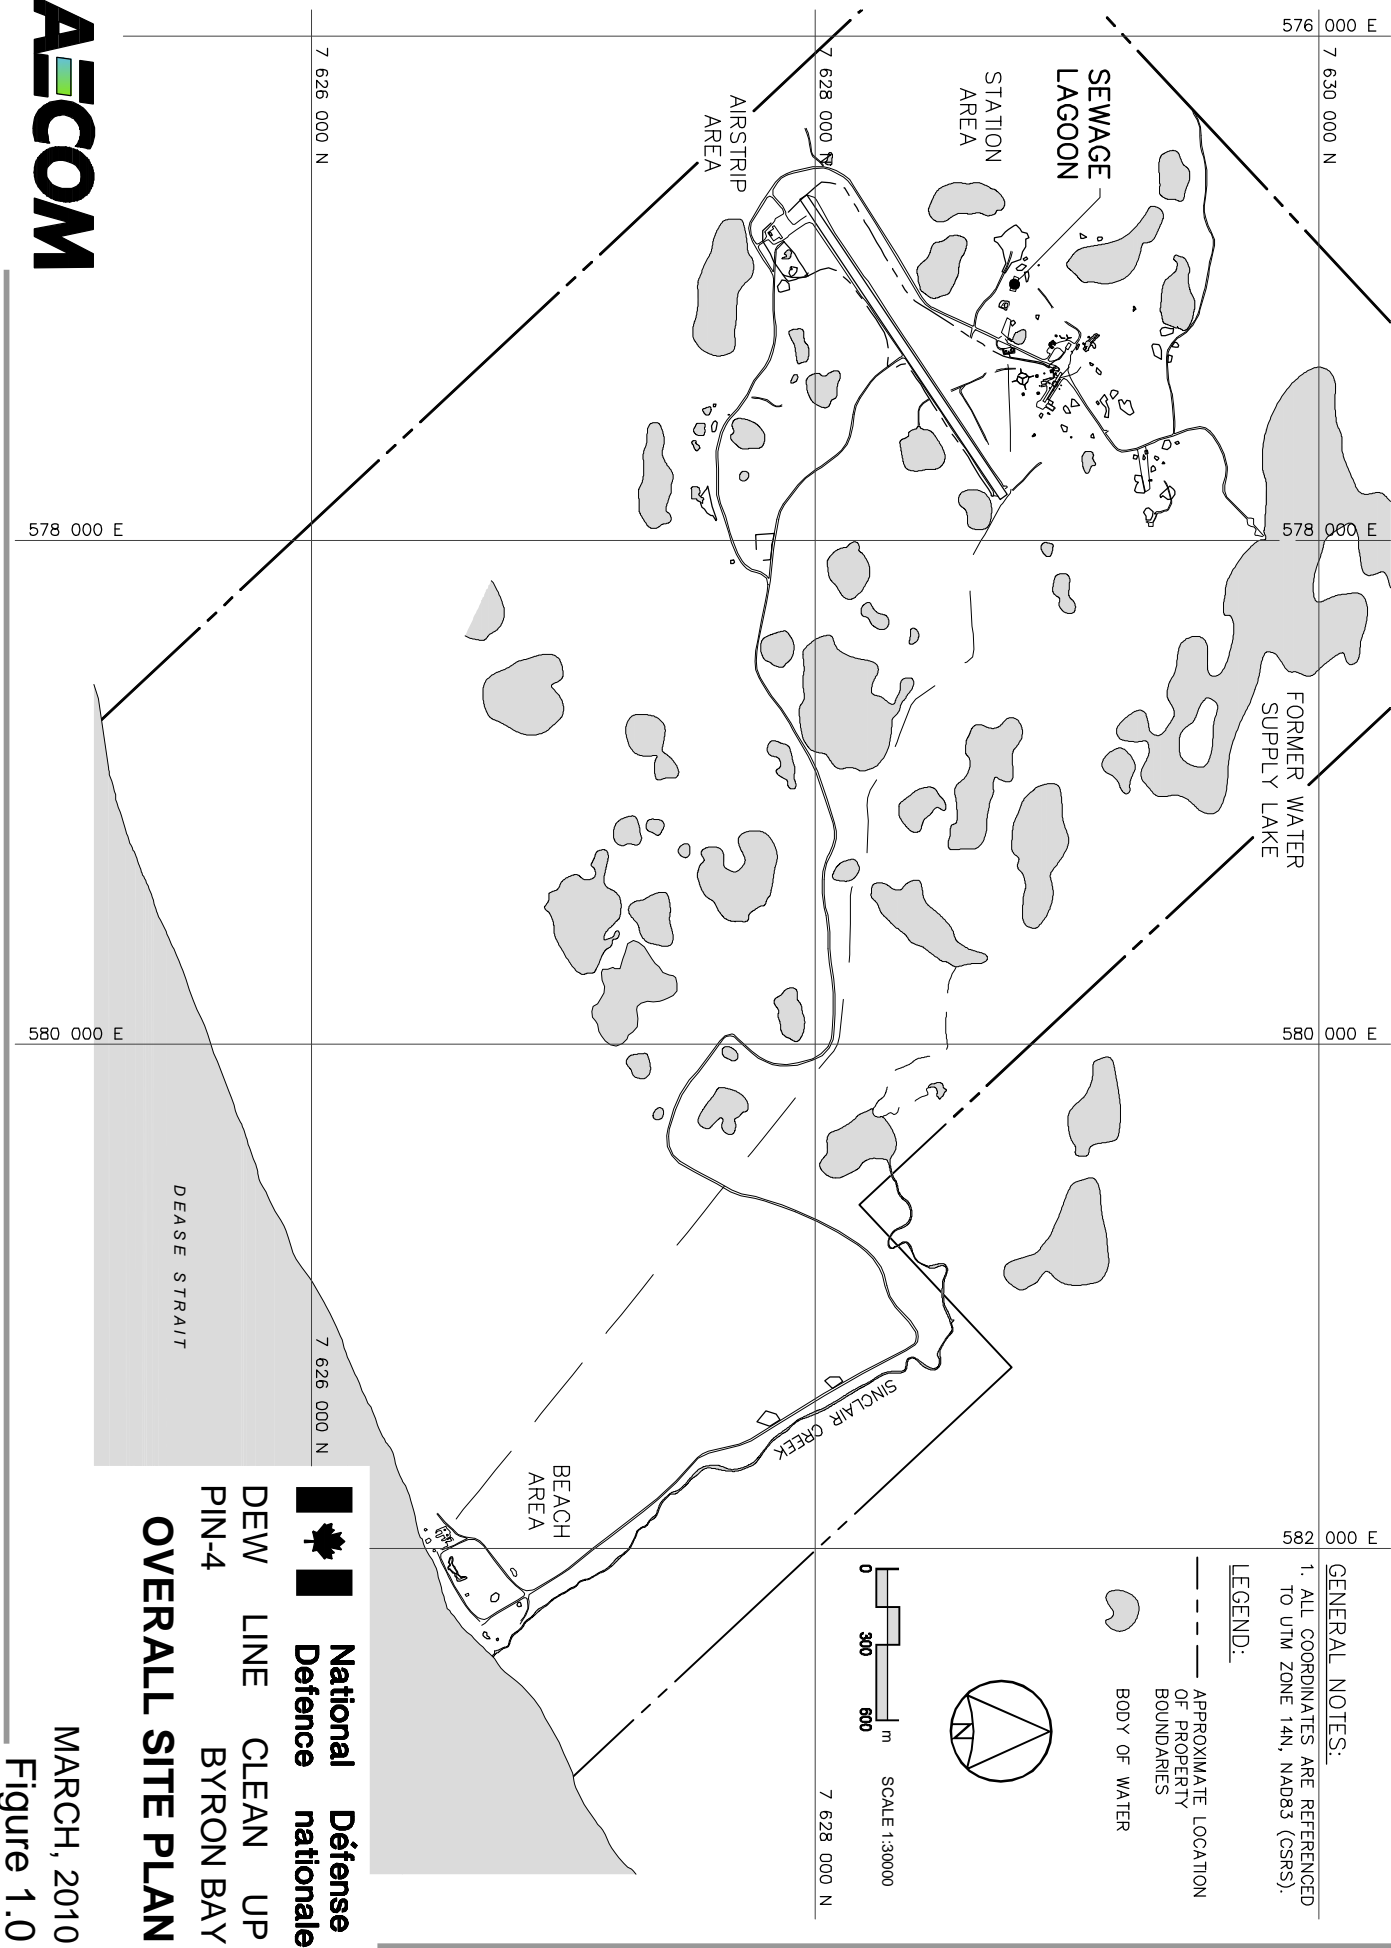 AECOM
576 000 E
7 630 000 N
7 628 000 N
7 626 000 N
SEWAGE
LAGOON
STATION
AREA
AIRSTRIP
AREA
578 000 E
578 000 E
FORMER WATER
SUPPLY LAKE
580 000 E
580 000 E
DEASE STRAIT
7 626 000 N
SINCLAIR CREEK
BEACH
AREA
582 000 E
GENERAL NOTES:
1. ALL COORDINATES ARE REFERENCED
TO UTM ZONE 14N, NAD83 (CSRS).
LEGEND:
APPROXIMATE LOCATION
OF PROPERTY
BOUNDARIES
BODY OF WATER
N
0 300 600 m
SCALE 1:30000
7 628 000 N
National Défense
Defence nationale
DEW LINE CLEAN UP
PIN-4 BYRON BAY
OVERALL SITE PLAN
MARCH, 2010
Figure 1.0